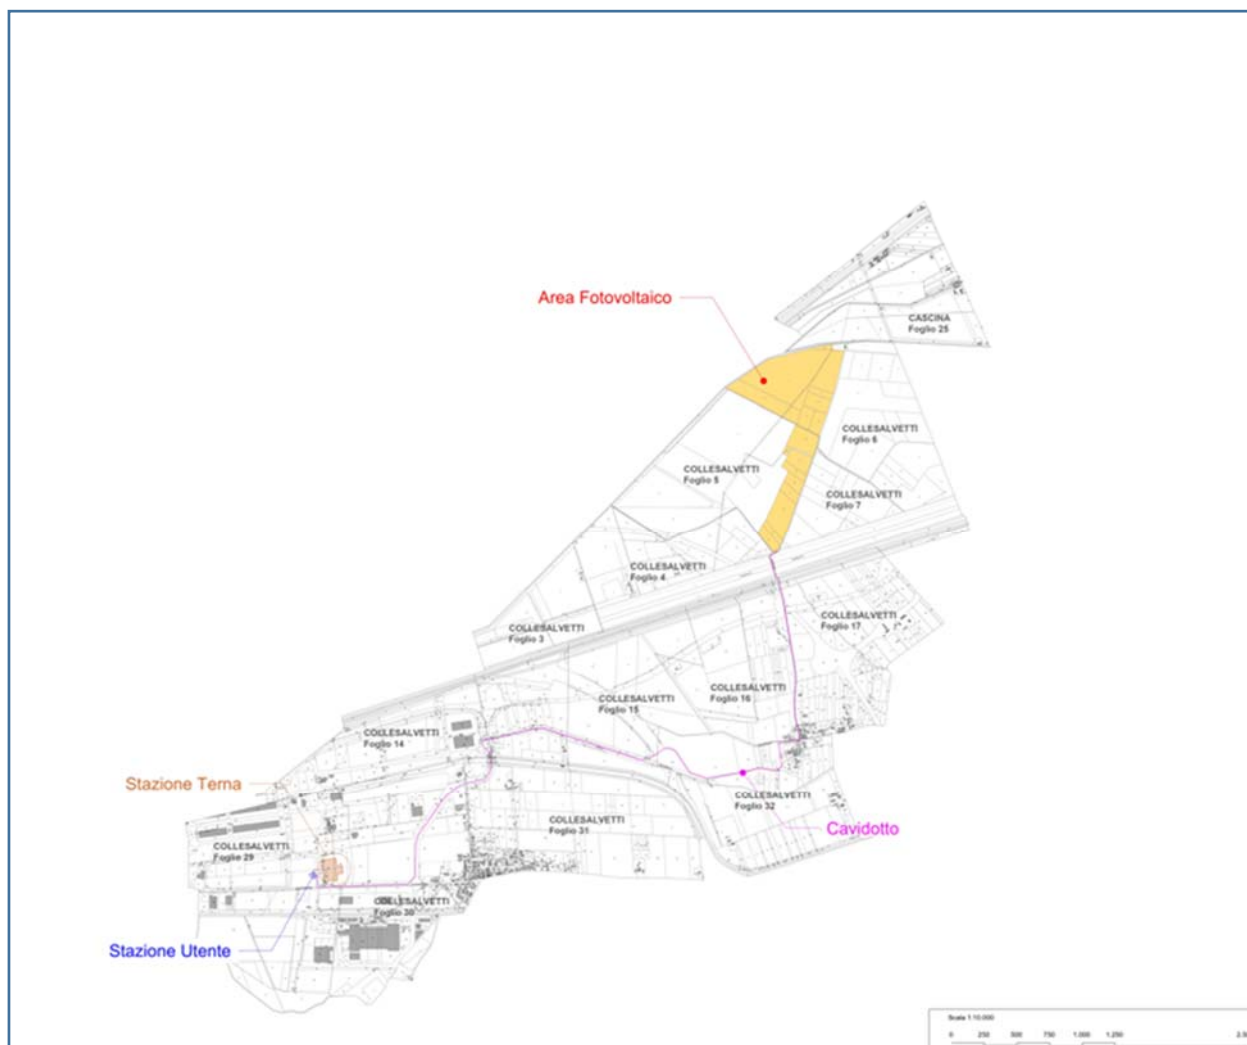 Area Fotovoltaico
CASCINA
Foglio 25
COLLESALVETTI
Foglio 6
COLLESALVETTI
Foglio 5
COLLESALVETTI
Foglio 7
COLLESALVETTI
Foglio 4
COLLESALVETTI
Foglio 3
COLLESALVETTI
Foglio 17
COLLESALVETTI
Foglio 16
COLLESALVETTI
Foglio 15
COLLESALVETTI
Foglio 14
Stazione Terna
COLLESALVETTI
Foglio 32
COLLESALVETTI
Foglio 31
Cavidotto
COLLESALVETTI
Foglio 29
COLLESALVETTI
Foglio 30
Stazione Utente
Scala 1:10.000
0 250 500 750 1.000 1.250